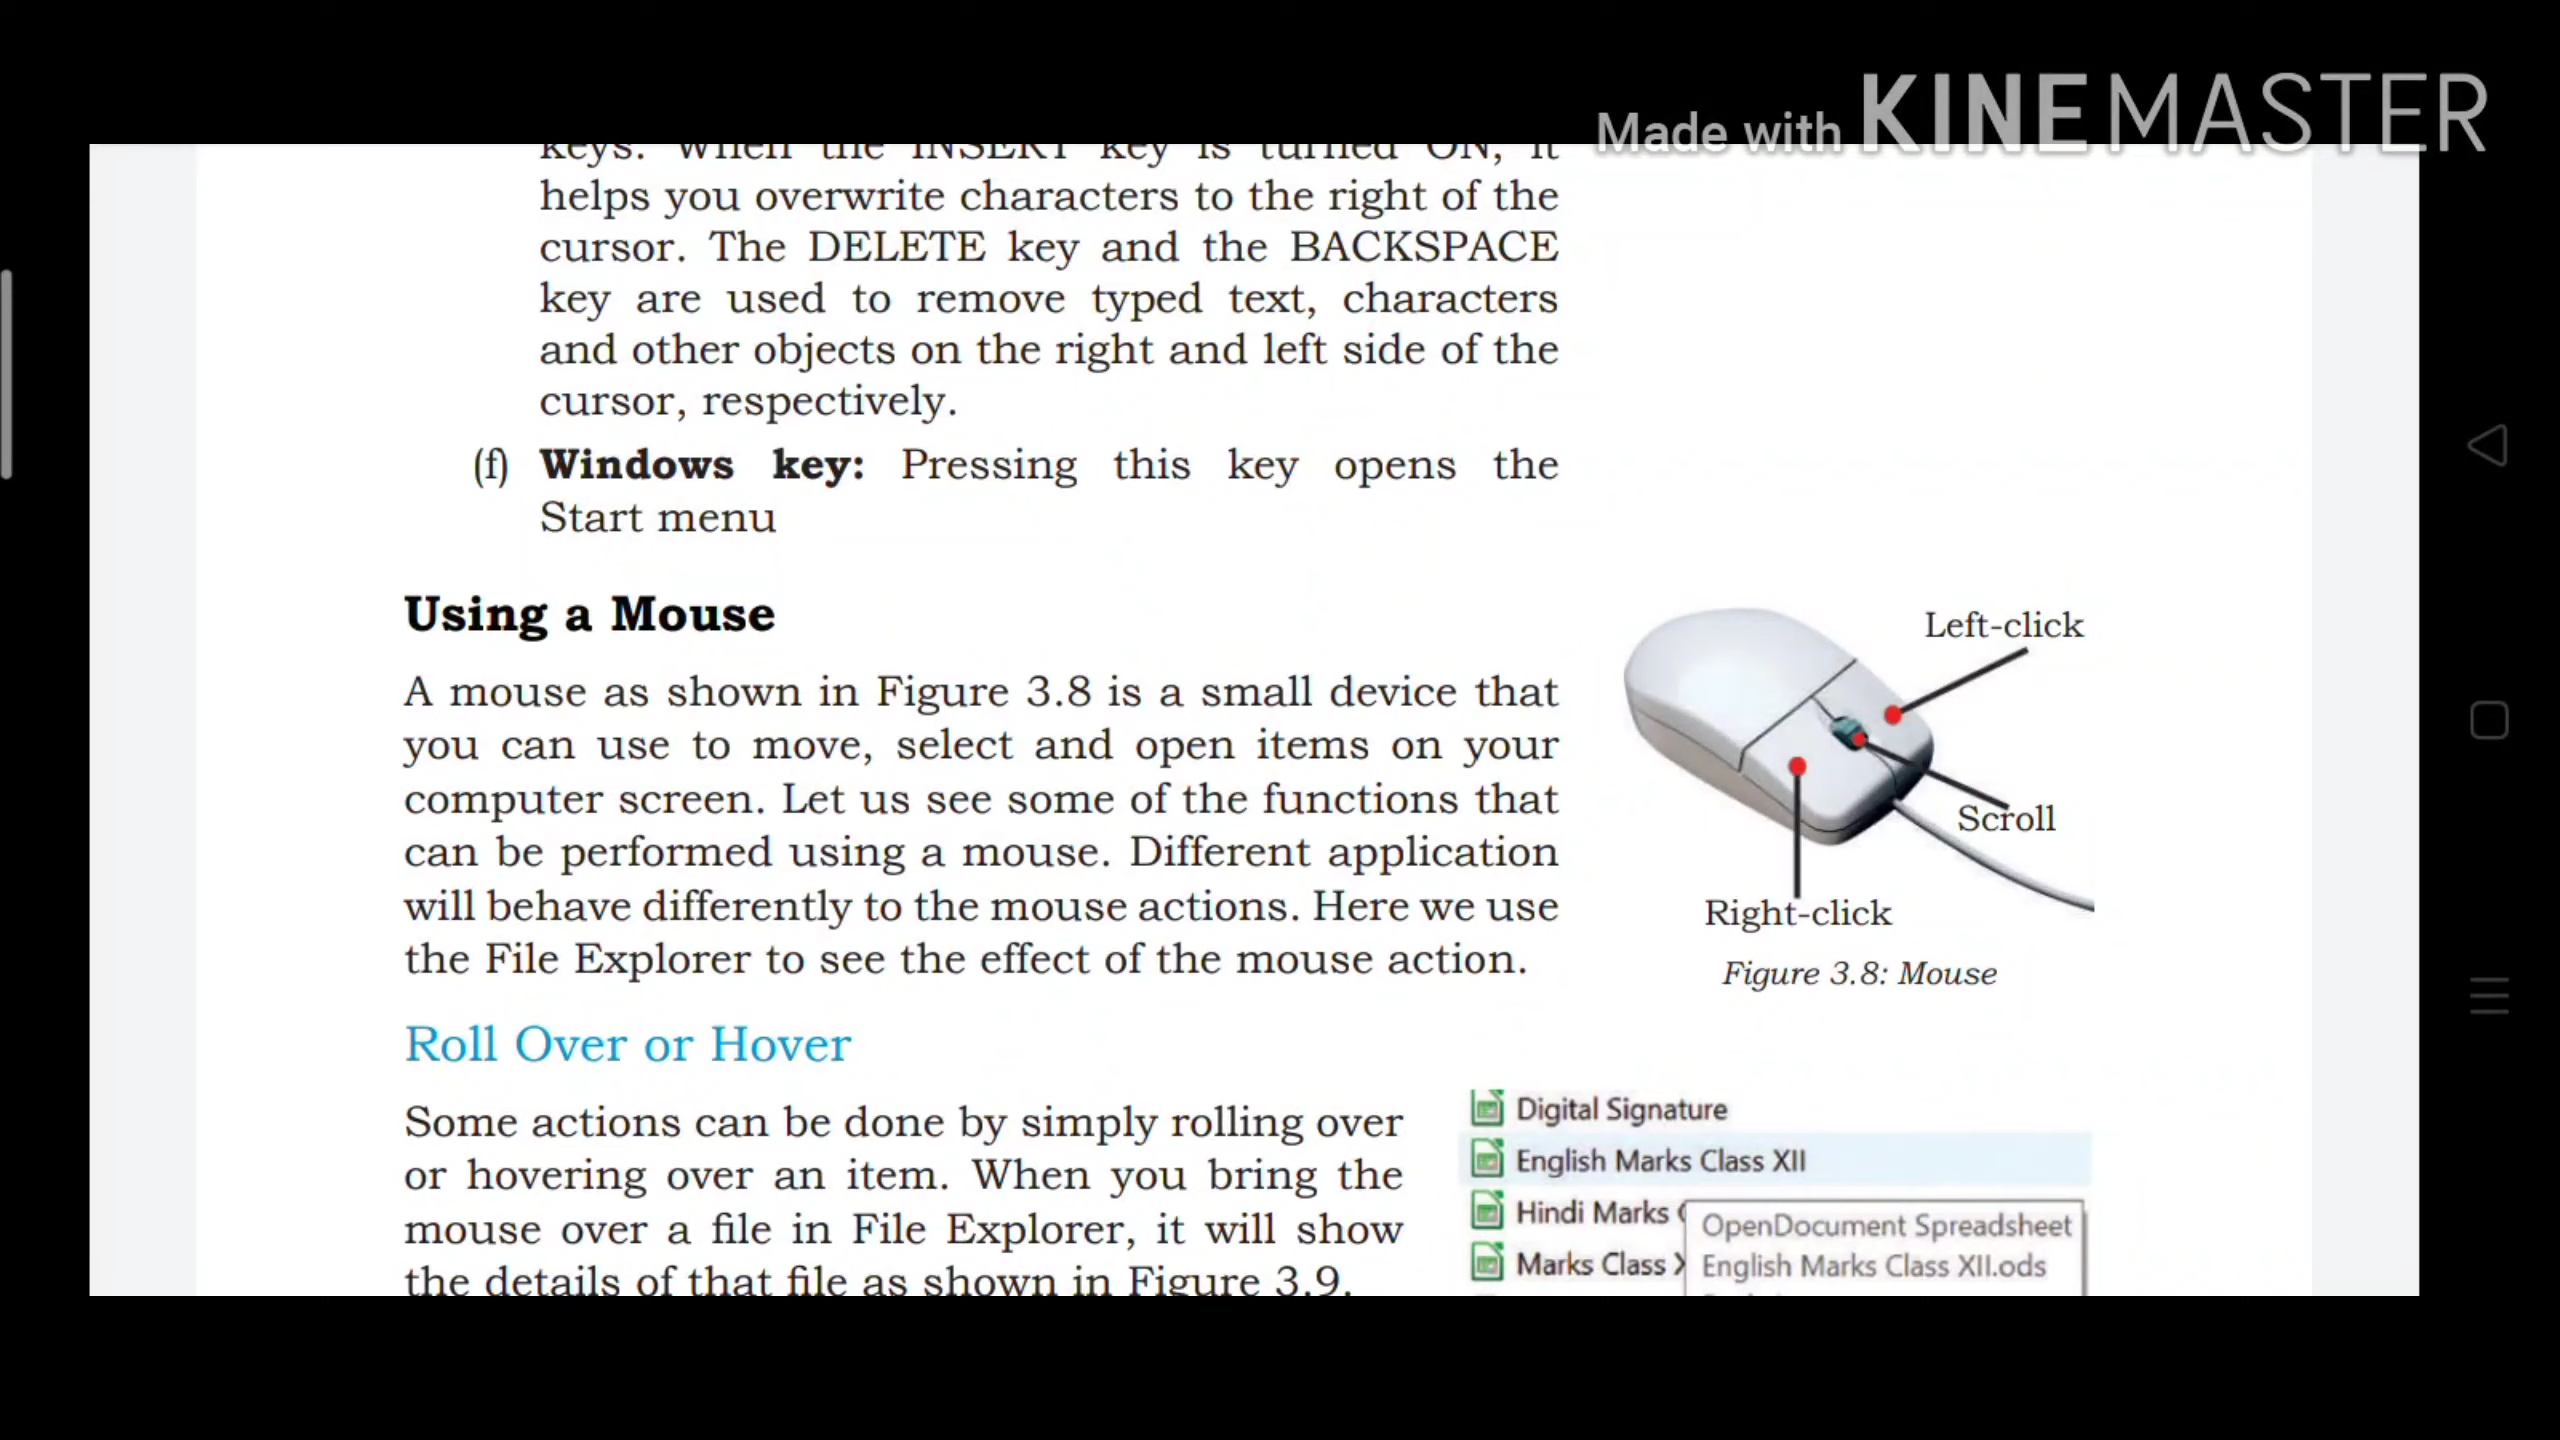 Made with KINEMASTER
keys. When the INSERT key is turned ON, it
helps you overwrite characters to the right of the
cursor. The DELETE key and the BACKSPACE
key are used to remove typed text, characters
and other objects on the right and left side of the
cursor, respectively.
(f) Windows key: Pressing this key opens the
Start menu
Using a Mouse
A mouse as shown in Figure 3.8 is a small device that
you can use to move, select and open items on your
computer screen. Let us see some of the functions that
can be performed using a mouse. Different application
will behave differently to the mouse actions. Here we use
the File Explorer to see the effect of the mouse action.
Left-click
Scroll
Right-click
Figure 3.8: Mouse
Roll Over or Hover
Some actions can be done by simply rolling over
or hovering over an item. When you bring the
mouse over a file in File Explorer, it will show
the details of that file as shown in Figure 3.9.
Digital Signature
English Marks Class XII
Hindi Marks
Marks Class
OpenDocument Spreadsheet
English Marks Class XII.ods